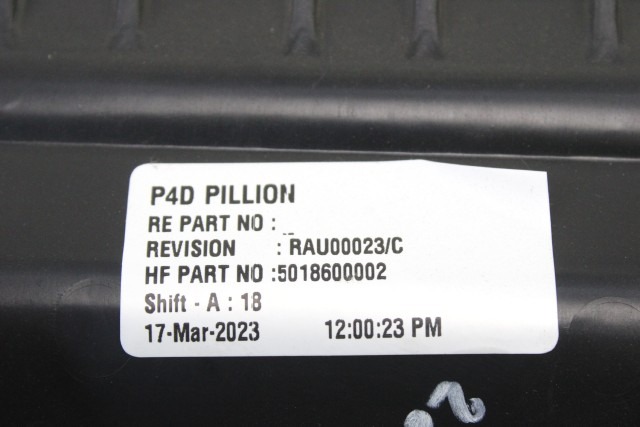 P4D PILLION
RE PART NO : _
REVISION : RAU00023/C
HF PART NO :5018600002
Shift - A : 18
17-Mar-2023 12:00:23 PM